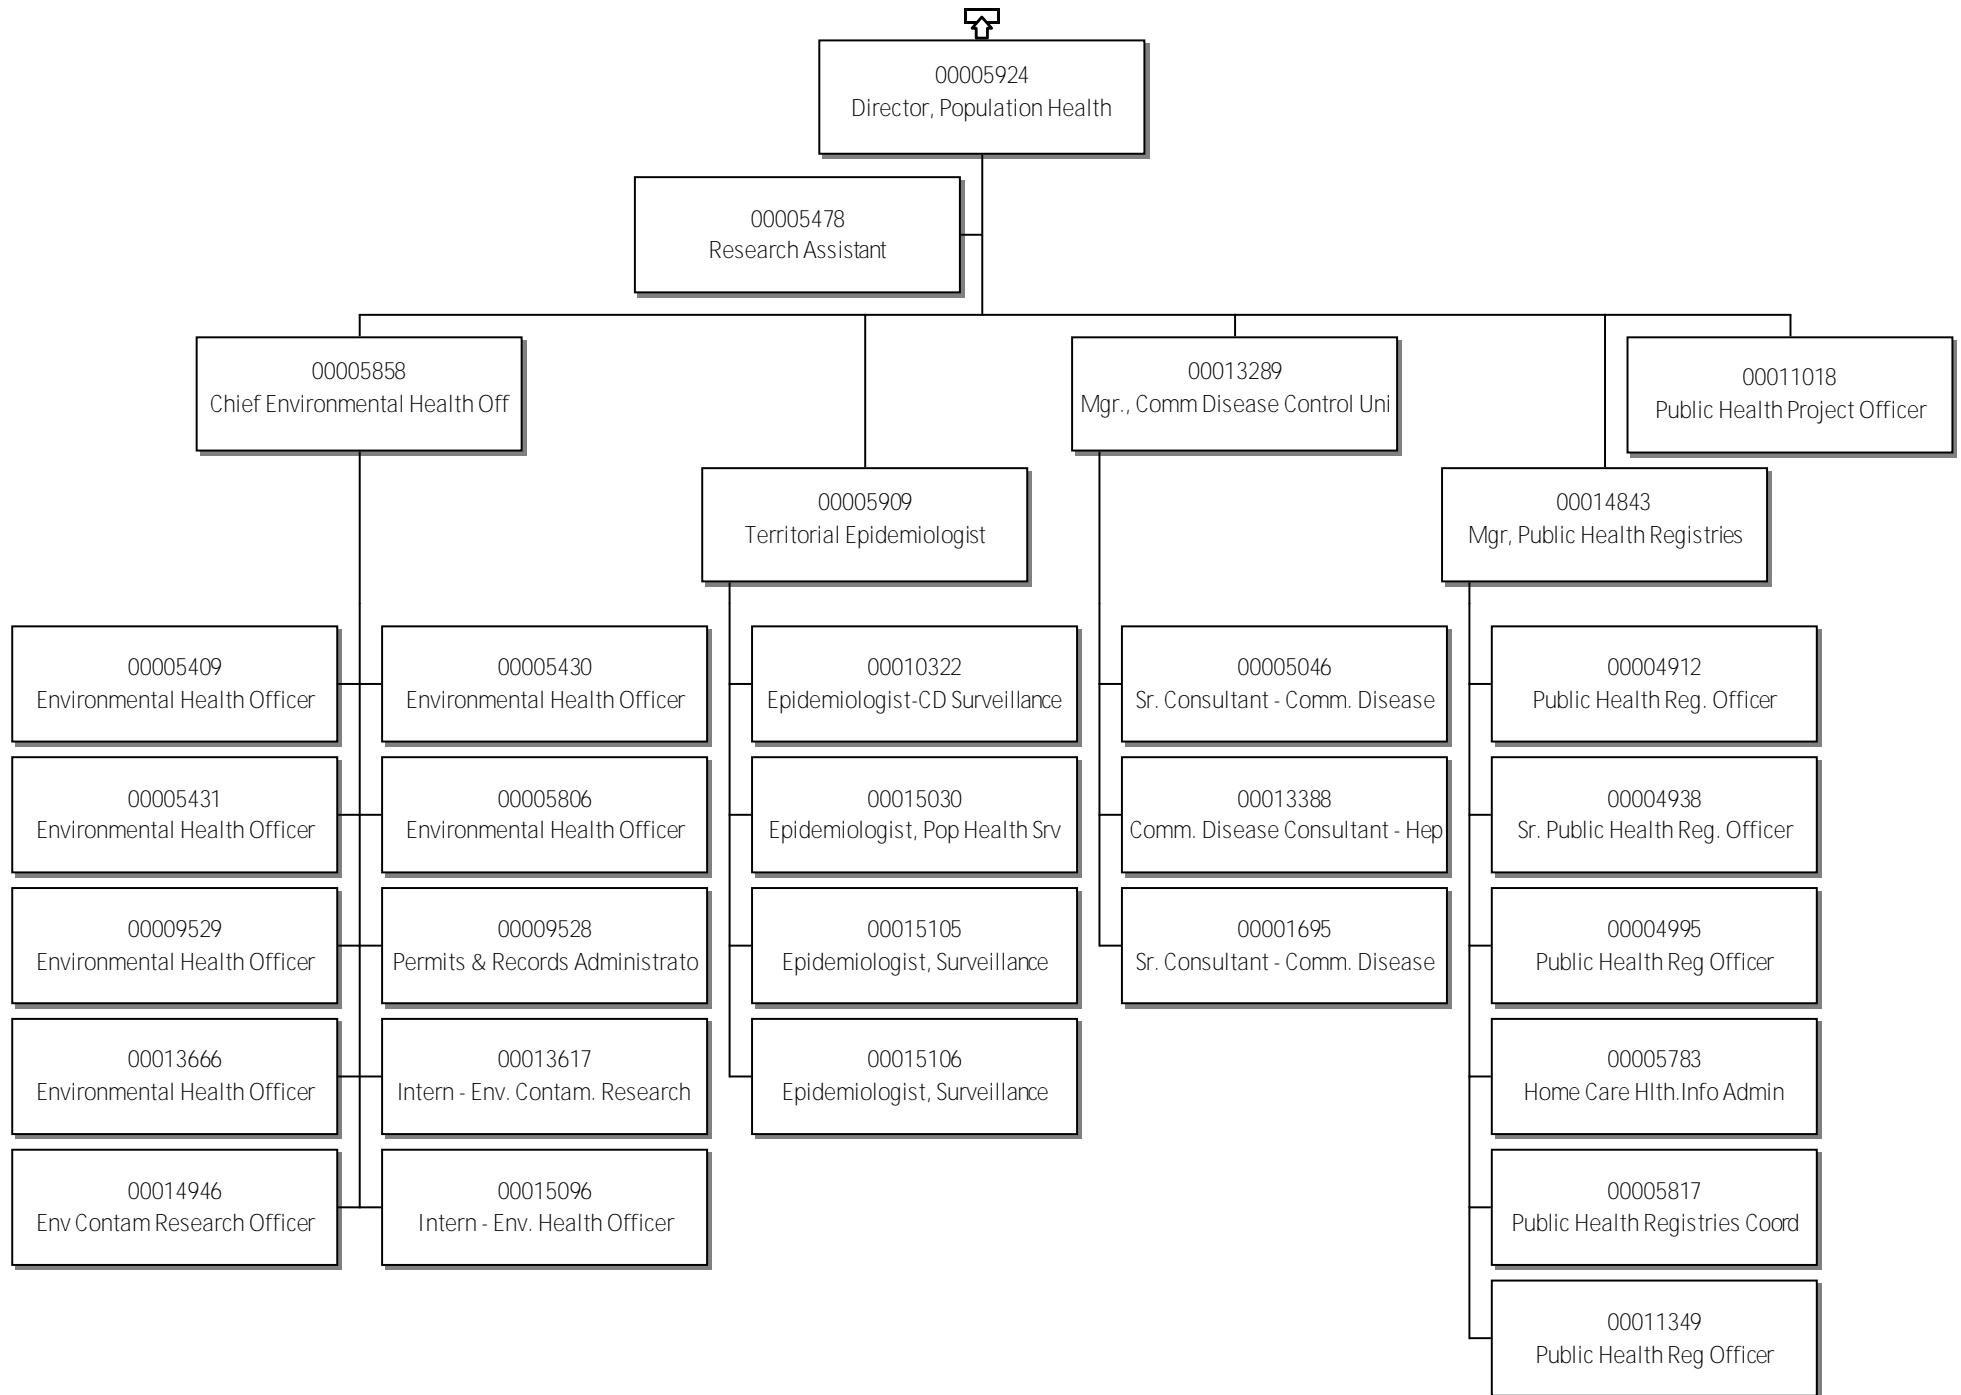 00005924
Director, Population Health
00005478
Research Assistant
00005858
Chief Environmental Health Off
00013289
Mgr., Comm Disease Control Uni
00011018
Public Health Project Officer
00005909
Territorial Epidemiologist
00014843
Mgr, Public Health Registries
00005409
Environmental Health Officer
00005430
Environmental Health Officer
00010322
Epidemiologist-CD Surveillance
00005046
Sr. Consultant - Comm. Disease
00004912
Public Health Reg. Officer
00005431
Environmental Health Officer
00005806
Environmental Health Officer
00015030
Epidemiologist, Pop Health Srv
00013388
Comm. Disease Consultant - Hep
00004938
Sr. Public Health Reg. Officer
00009529
Environmental Health Officer
00009528
Permits & Records Administrato
00015105
Epidemiologist, Surveillance
00001695
Sr. Consultant - Comm. Disease
00004995
Public Health Reg Officer
00013666
Environmental Health Officer
00013617
Intern - Env. Contam. Research
00015106
Epidemiologist, Surveillance
00005783
Home Care Hlth.Info Admin
00014946
Env Contam Research Officer
00015096
Intern - Env. Health Officer
00005817
Public Health Registries Coord
00011349
Public Health Reg Officer